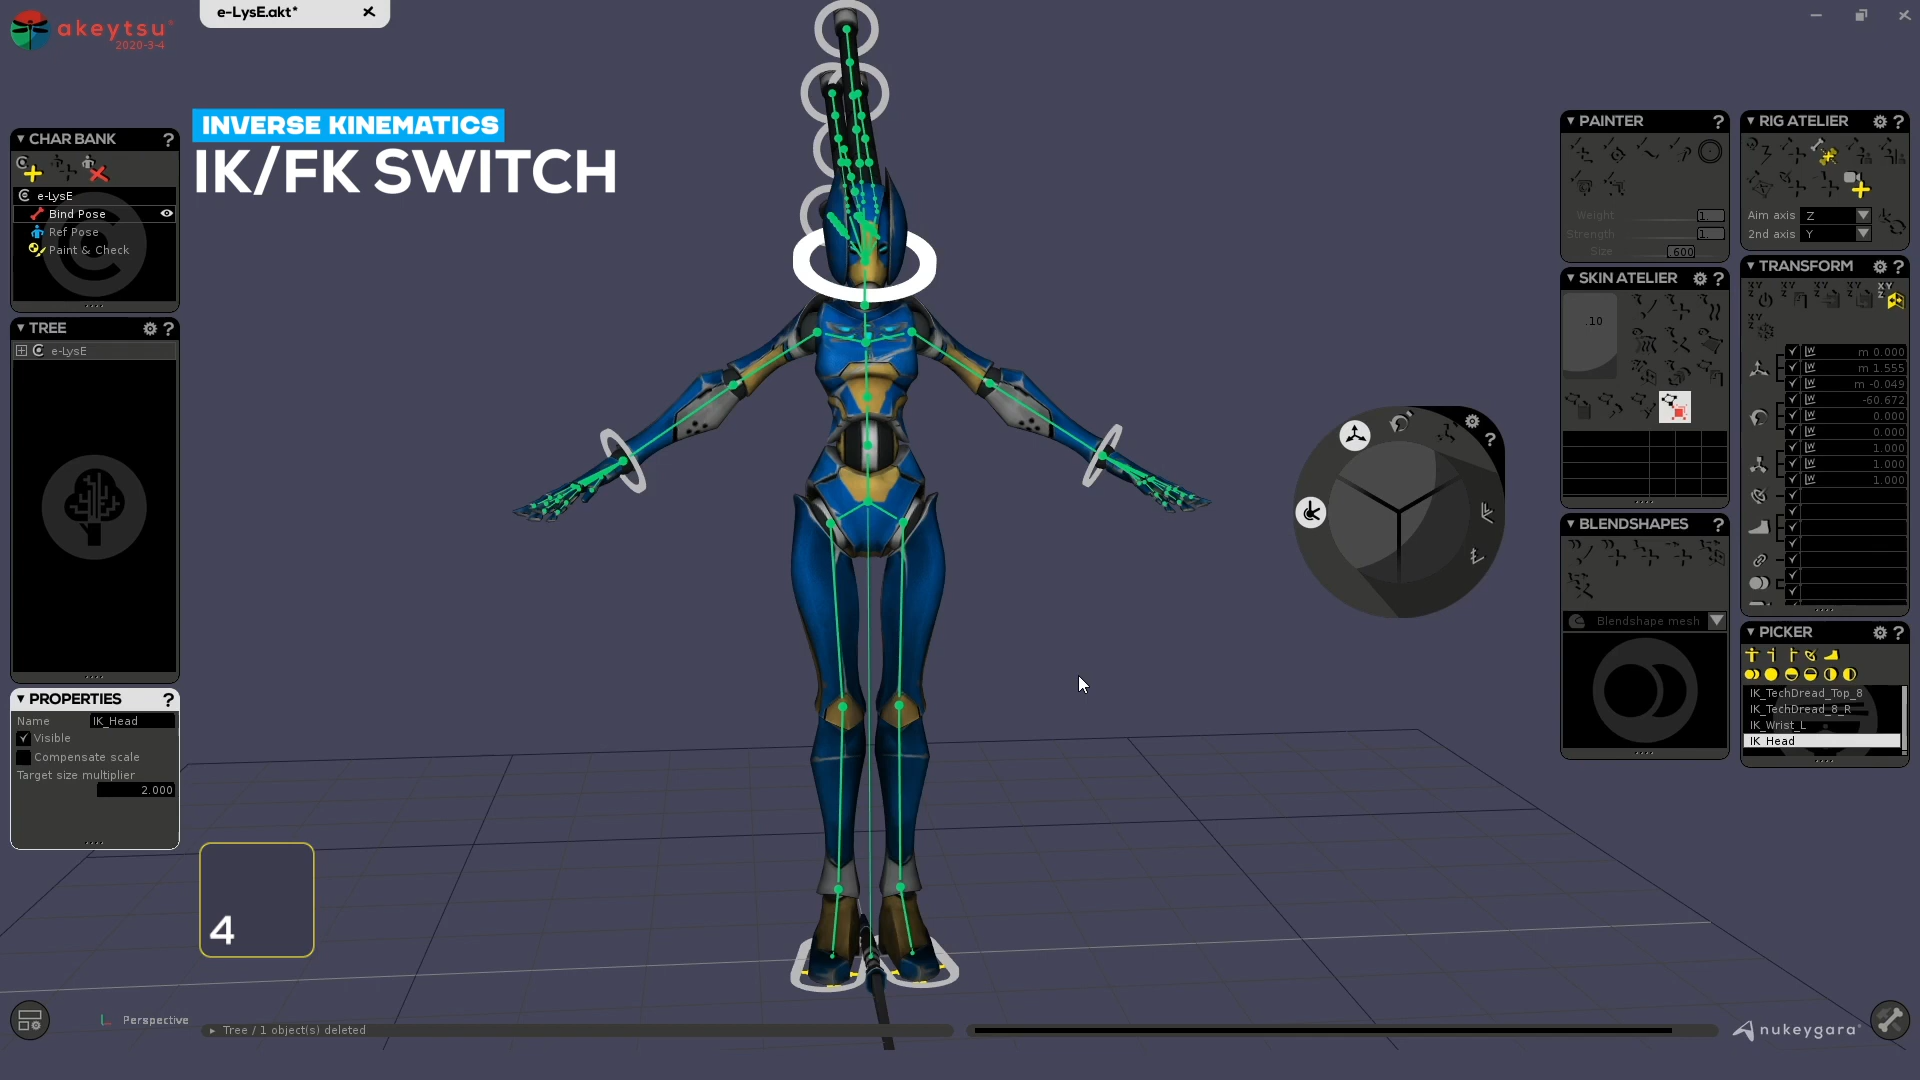 e-LysE.akt*
akeytsu
2020-3-4
INVERSE KINEMATICS
IK/FK SWITCH
CHAR BANK ?
e-LysE
Bind Pose
Ref Pose
Paint & Check
TREE ?
e-LysE
PROPERTIES ?
Name IK_Head
Visible
Compensate scale
Target size multiplier
2.000
4
Perspective
Tree / 1 object(s) deleted
?
PAINTER ?
Weight 1.
Strength 1.
Size .600
SKIN ATELIER ?
.10
BLENDSHAPES ?
Blendshape mesh
RIG ATELIER ?
Aim axis Z
2nd axis Y
TRANSFORM ?
m 0.000
m 1.555
m -0.049
-60.672
0.000
0.000
1.000
1.000
1.000
PICKER ?
IK_TechDread_Top_8
IK_TechDread_8_R
IK_Wrist_L
IK_Head
nukeygara